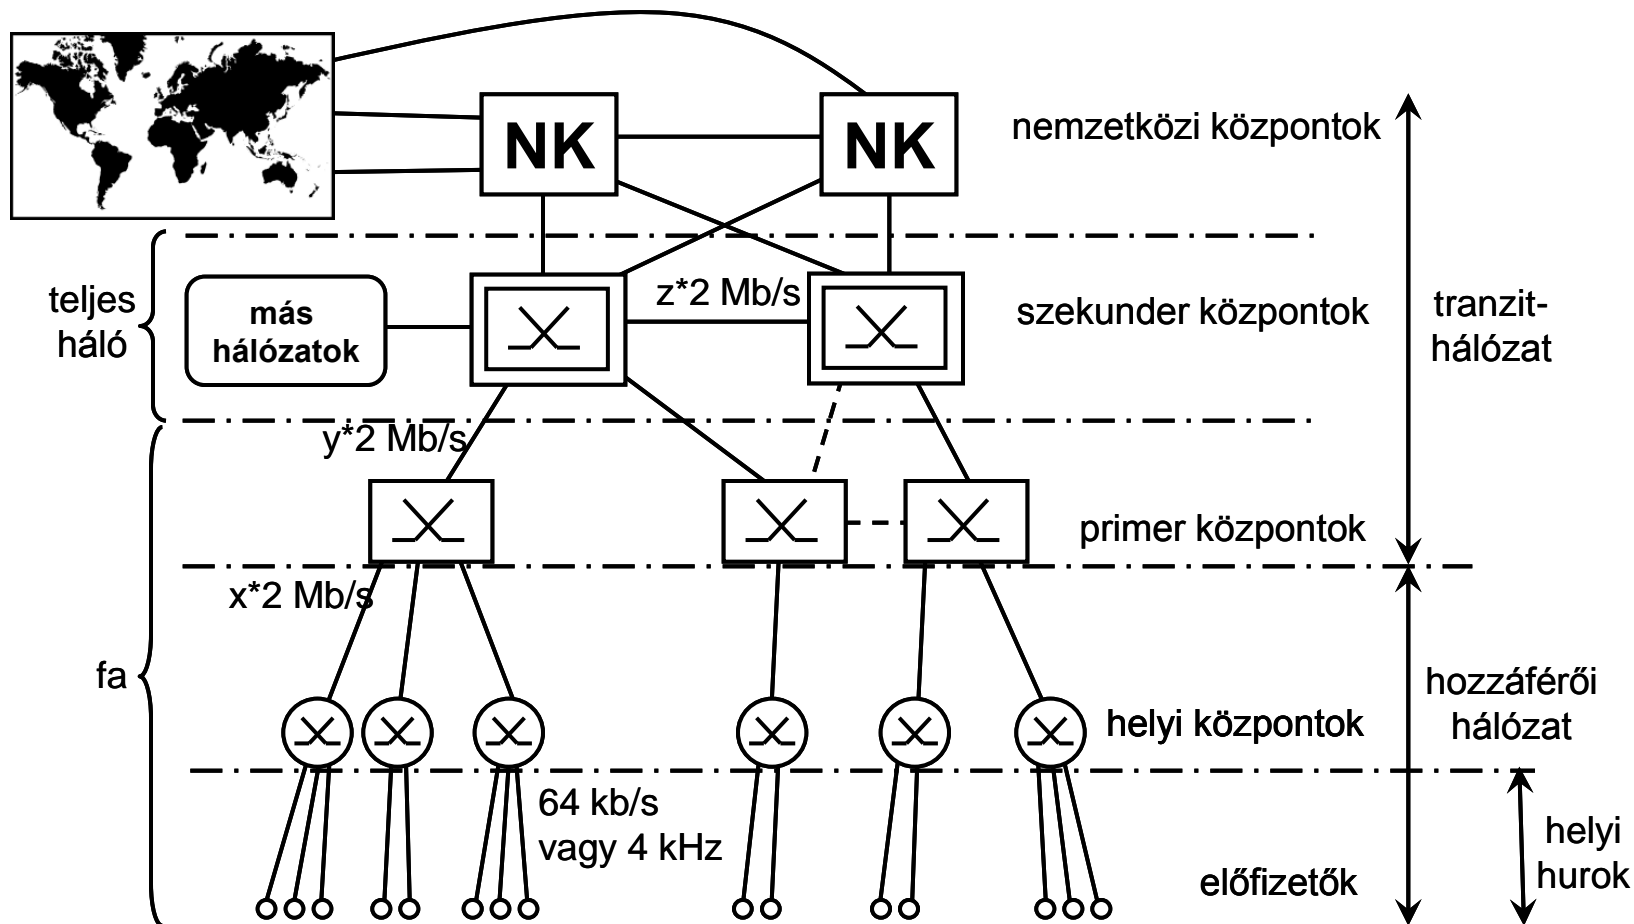 NK
NK
nemzetközi központok
teljes
háló
más
hálózatok
z*2 Mb/s
szekunder központok
tranzit-
hálózat
y*2 Mb/s
primer központok
x*2 Mb/s
fa
helyi központok
hozzáférői
hálózat
64 kb/s
vagy 4 kHz
előfizetők
helyi
hurok